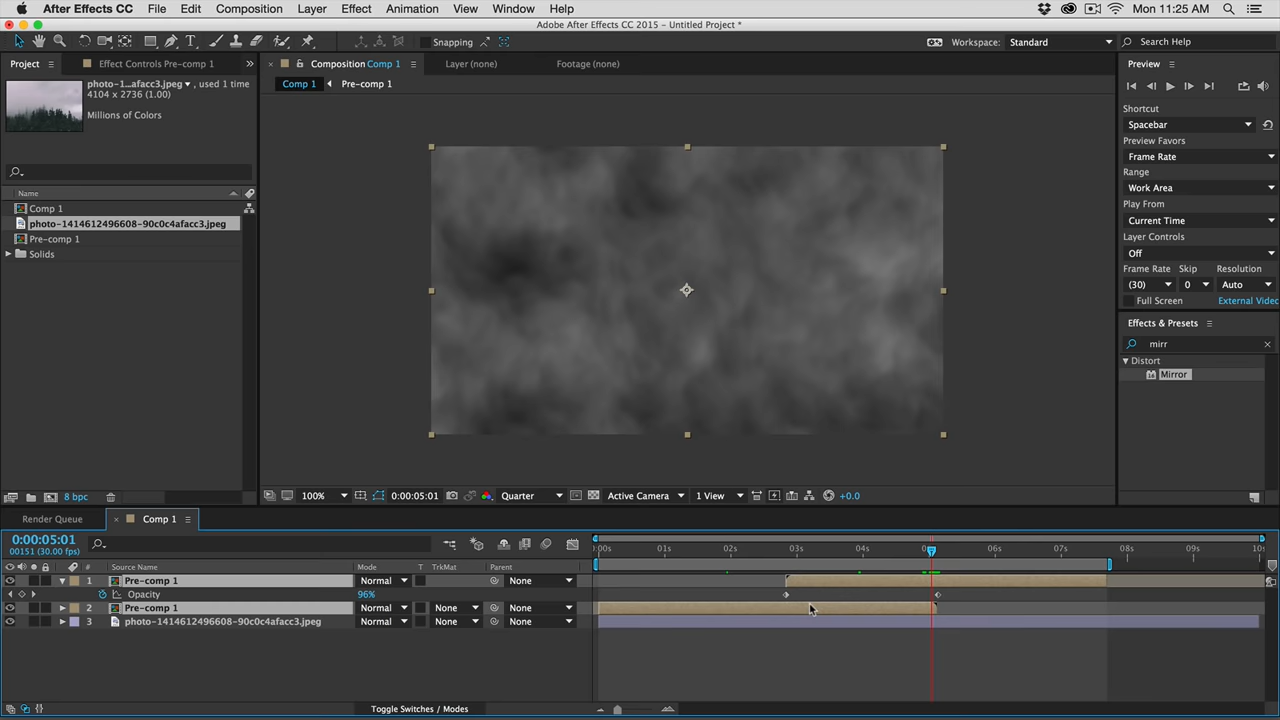 After Effects CC File Edit Composition Layer Effect Animation View Window Help Mon 11:25 AM
Adobe After Effects CC 2015 - Untitled Project *
Snapping Workspace: Standard Search Help
Project Effect Controls Pre-comp 1 Composition Comp 1 Layer (none) Footage (none) Preview
photo-1...afacc3.jpeg , used 1 time
4104 x 2736 (1.00)
Millions of Colors
Comp 1 Pre-comp 1
Shortcut
Spacebar
Preview Favors
Frame Rate
Range
Work Area
Play From
Current Time
Layer Controls
Off
Frame Rate Skip Resolution
(30) 0 Auto
Full Screen External Video
Effects & Presets
mirr
Distort
Mirror
Name
Comp 1
photo-1414612496608-90c0c4afacc3.jpeg
Pre-comp 1
Solids
8 bpc
100% 0:00:05:01 Quarter Active Camera 1 View +0.0
Render Queue Comp 1
0:00:05:01
00151 (30.00 fps)
:00s 01s 02s 03s 04s 06s 07s 08s 09s 10s
# Source Name Mode T TrkMat Parent
1 Pre-comp 1 Normal None
Opacity 96%
2 Pre-comp 1 Normal None None
3 photo-1414612496608-90c0c4afacc3.jpeg Normal None None
Toggle Switches / Modes